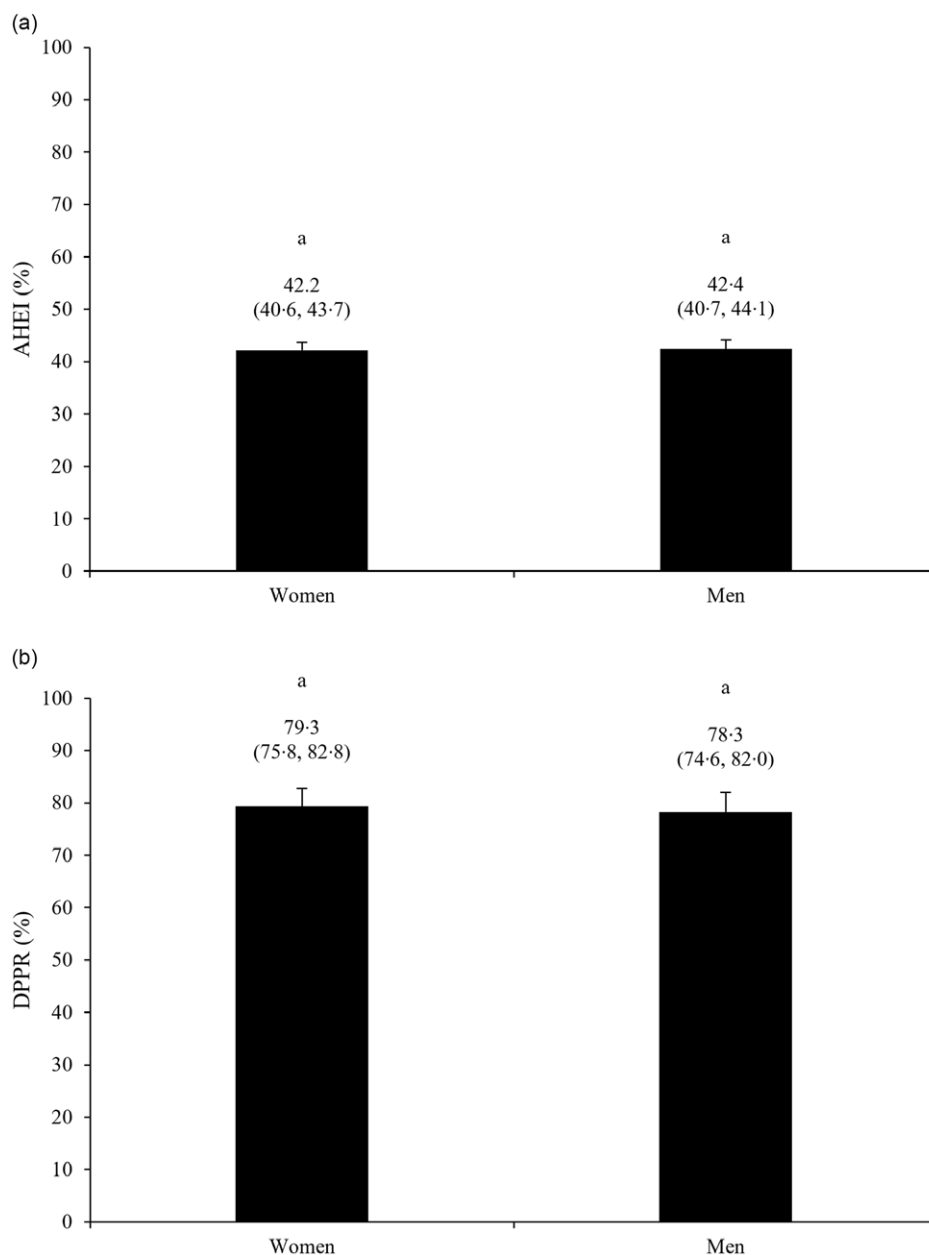 (a)
100
90
80
70
60
50
40
30
20
10
0
AHEI (%)
a
42.2
(40·6, 43·7)
a
42·4
(40·7, 44·1)
Women
Men
(b)
100
90
80
70
60
50
40
30
20
10
0
DPPR (%)
a
79·3
(75·8, 82·8)
a
78·3
(74·6, 82·0)
Women
Men